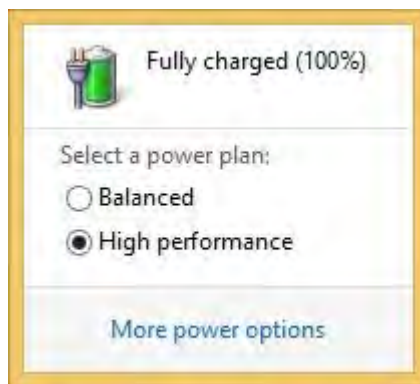 Fully charged (100%)
Select a power plan:
Balanced
High performance
More power options